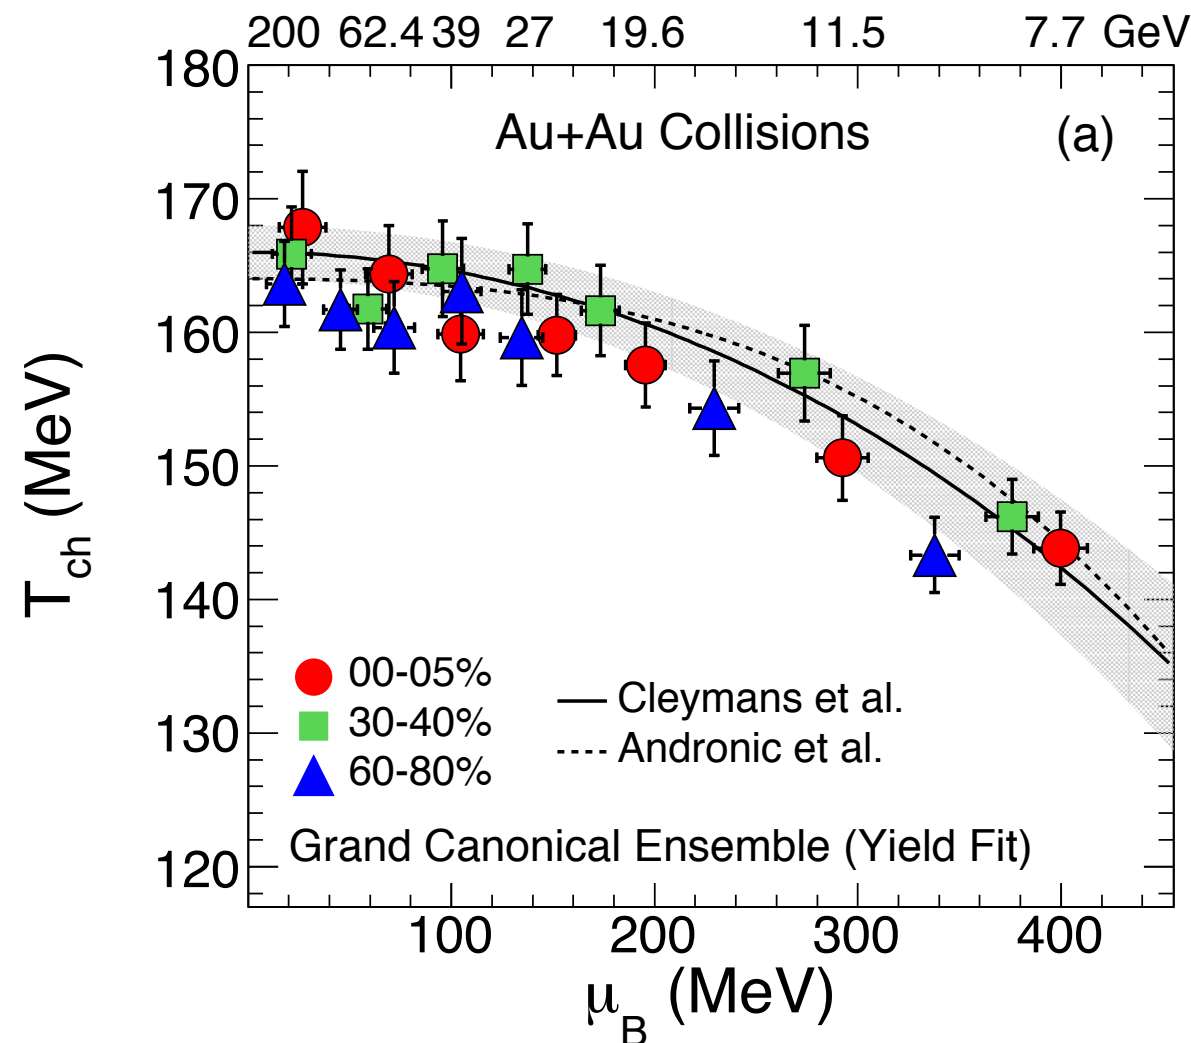 200 62.4 39 27 19.6 11.5 7.7 GeV
180
Au+Au Collisions (a)
170
160
150
140
130
120
T_ch (MeV)
00-05%
30-40%
60-80%
Cleymans et al.
Andronic et al.
Grand Canonical Ensemble (Yield Fit)
100 200 300 400
μ_B (MeV)